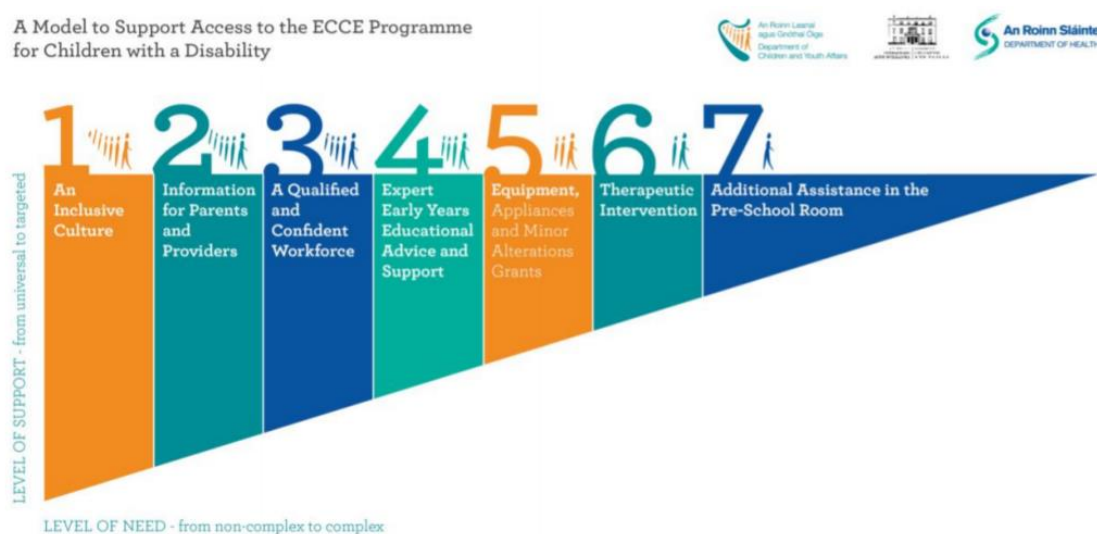 A Model to Support Access to the ECCE Programme
for Children with a Disability
An Roinn Leanaí
agus Gnóthaí Óige
Department of
Children and Youth Affairs
An Roinn Sláinte
DEPARTMENT OF HEALTH
1
An
Inclusive
Culture
2
Information
for Parents
and
Providers
3
A Qualified
and
Confident
Workforce
4
Expert
Early Years
Educational
Advice and
Support
5
Equipment,
Appliances
and Minor
Alterations
Grants
6
Therapeutic
Intervention
7
Additional Assistance in the
Pre-School Room
LEVEL OF SUPPORT - from universal to targeted
LEVEL OF NEED - from non-complex to complex